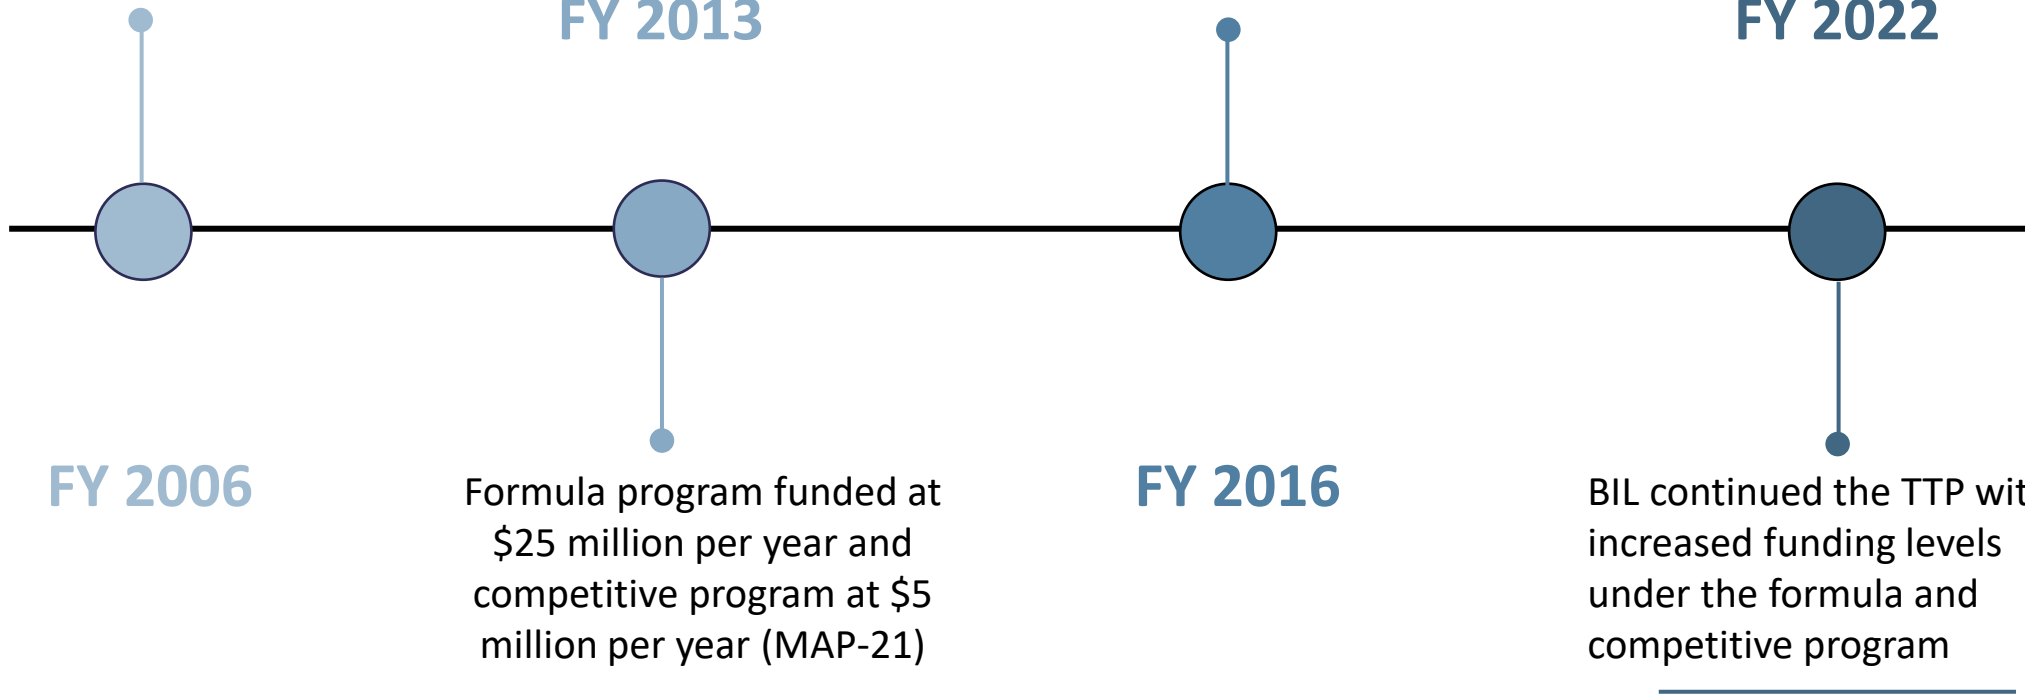 FY 2013
FY 2022
FY 2006
Formula program funded at
$25 million per year and
competitive program at $5
million per year (MAP-21)
FY 2016
BIL continued the TTP wit
increased funding levels
under the formula and
competitive program